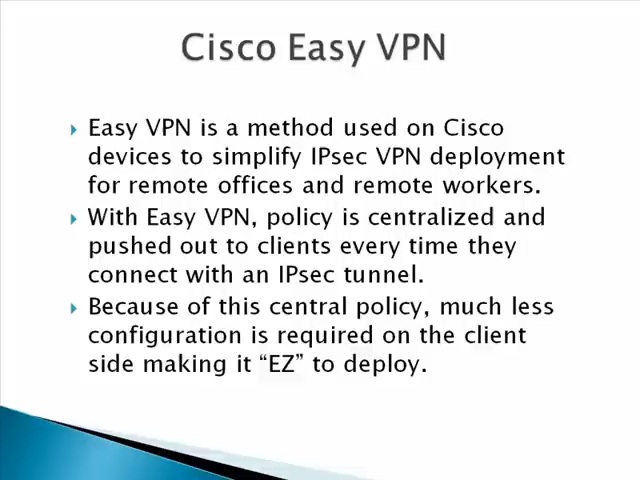 Cisco Easy VPN
Easy VPN is a method used on Cisco
devices to simplify IPsec VPN deployment
for remote offices and remote workers.
With Easy VPN, policy is centralized and
pushed out to clients every time they
connect with an IPsec tunnel.
Because of this central policy, much less
configuration is required on the client
side making it “EZ” to deploy.